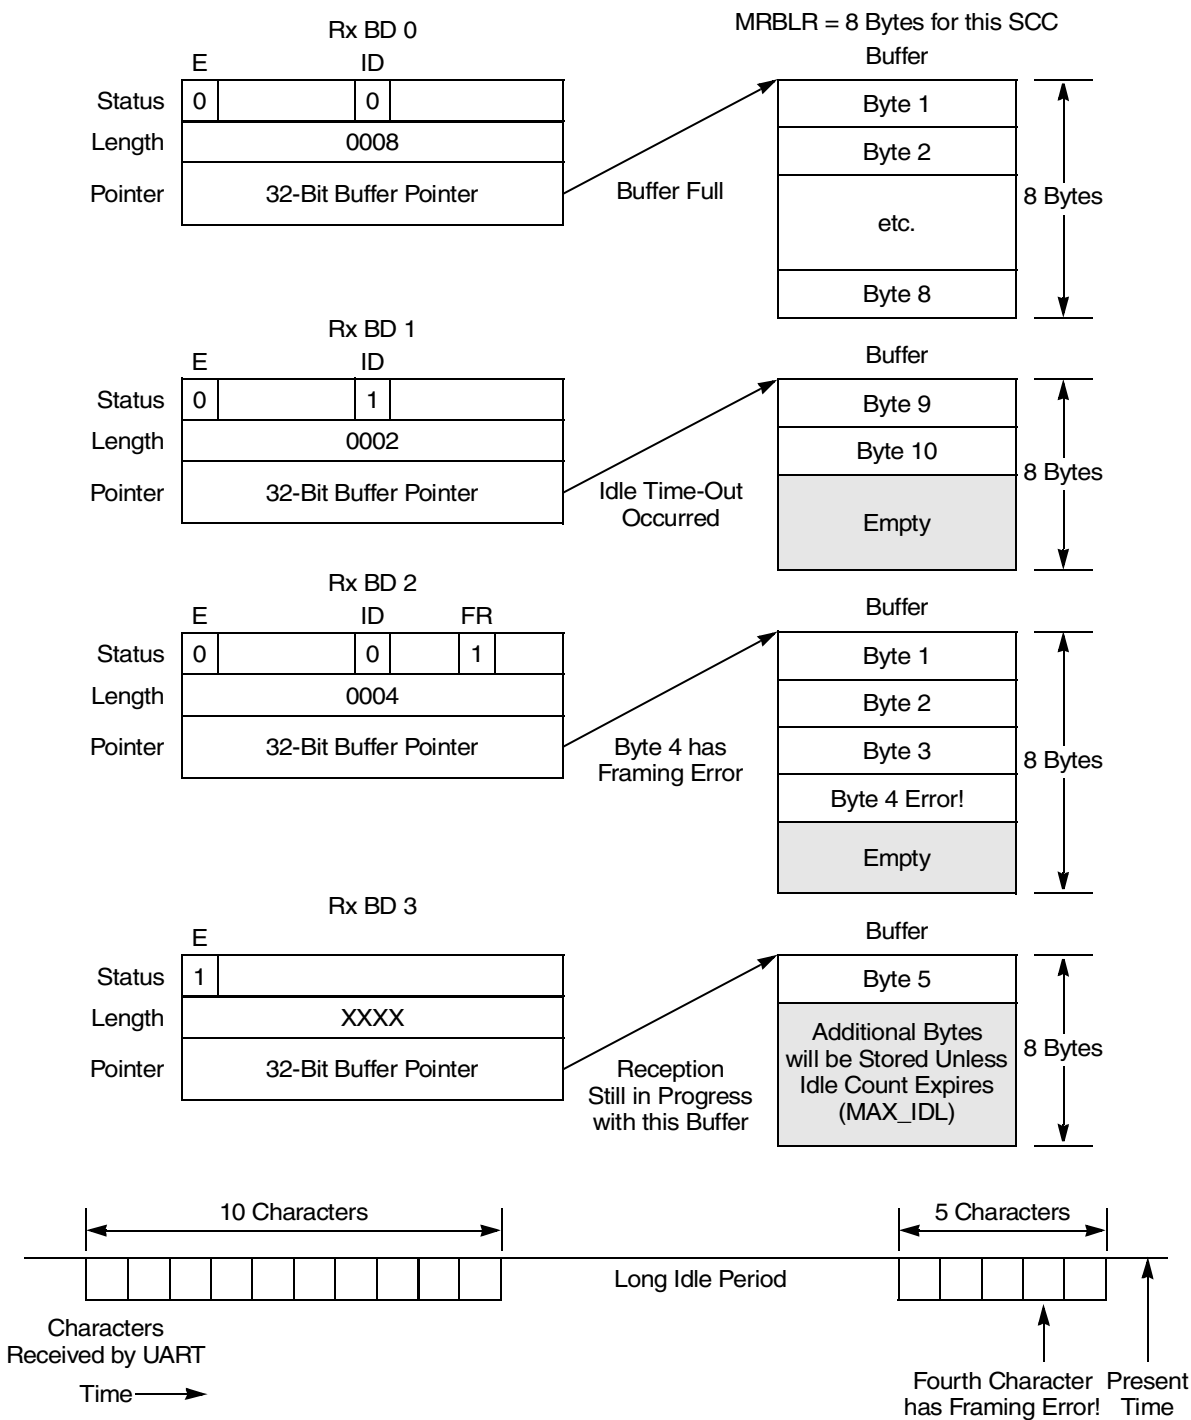 MRBLR = 8 Bytes for this SCC
Rx BD 0
Buffer
E ID
Status 0 0
Byte 1
Length 0008
Byte 2
Pointer 32-Bit Buffer Pointer
Buffer Full
8 Bytes
etc.
Byte 8
Rx BD 1
Buffer
E ID
Status 0 1
Byte 9
Length 0002
Byte 10
Pointer 32-Bit Buffer Pointer
Idle Time-Out
Occurred
8 Bytes
Empty
Rx BD 2
Buffer
E ID FR
Status 0 0 1
Byte 1
Length 0004
Byte 2
Pointer 32-Bit Buffer Pointer
Byte 4 has
Framing Error
Byte 3
8 Bytes
Byte 4 Error!
Empty
Rx BD 3
Buffer
E
Status 1
Byte 5
Length XXXX
Pointer 32-Bit Buffer Pointer
Reception
Still in Progress
with this Buffer
Additional Bytes
will be Stored Unless
Idle Count Expires
(MAX_IDL)
8 Bytes
10 Characters
5 Characters
Long Idle Period
Characters
Received by UART
Time
Fourth Character
has Framing Error!
Present
Time